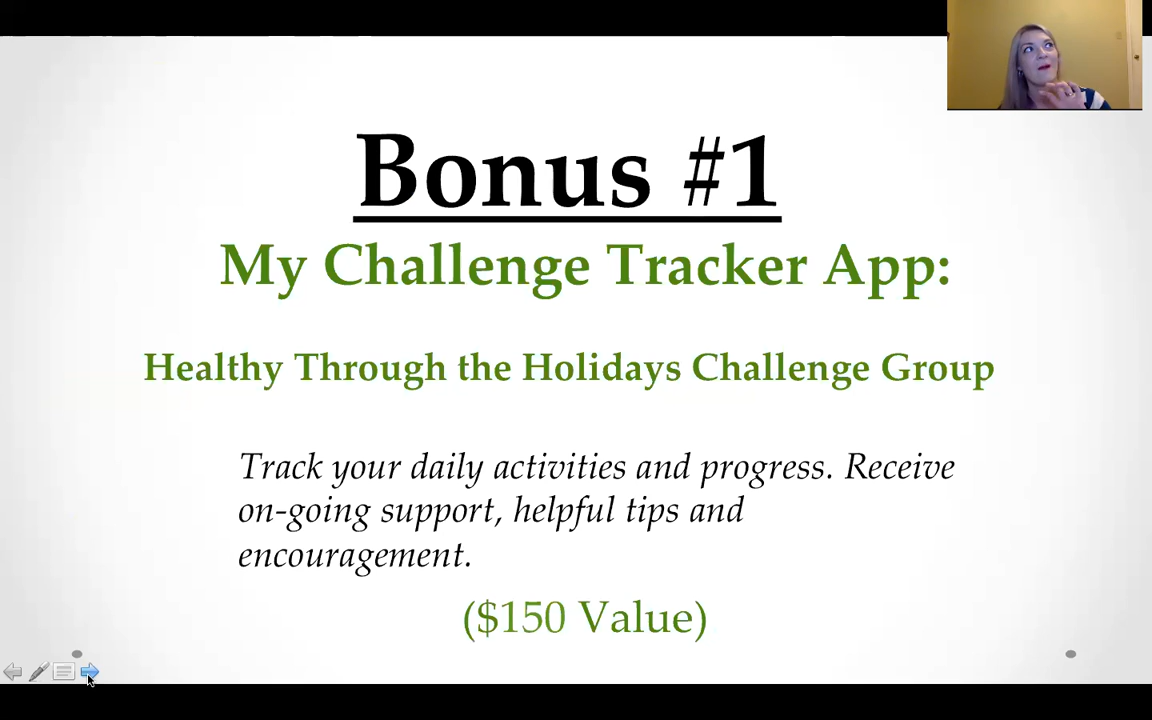 Bonus #1
My Challenge Tracker App:
Healthy Through the Holidays Challenge Group
Track your daily activities and progress. Receive
on-going support, helpful tips and
encouragement.
($150 Value)